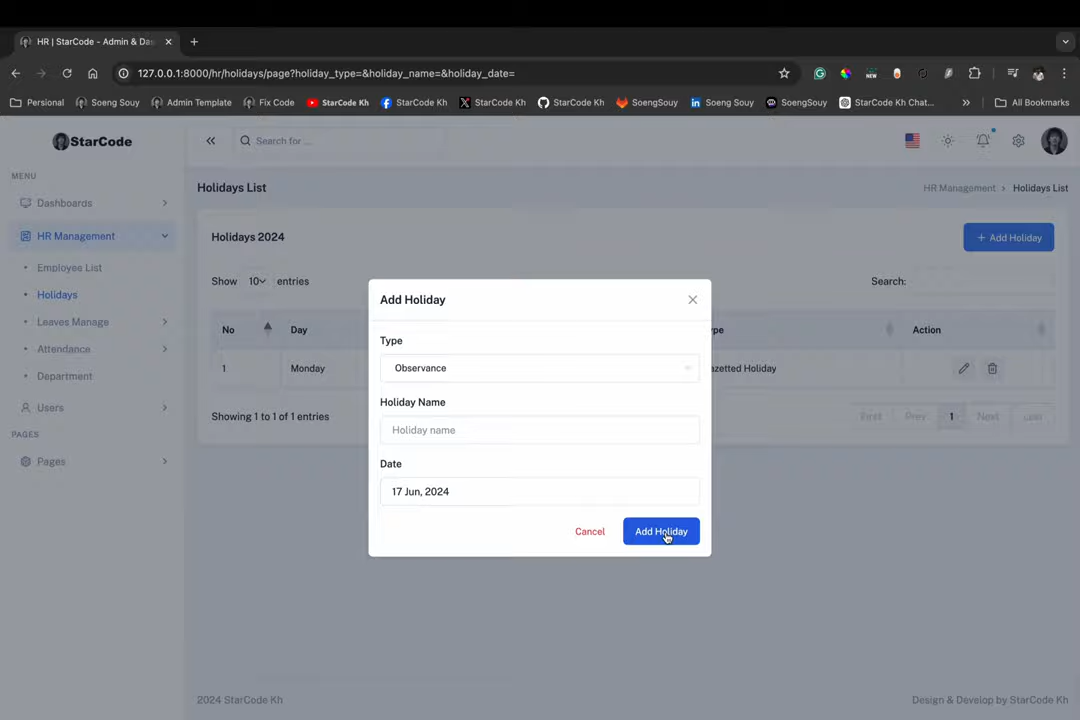 HR | StarCode - Admin & Das
127.0.0.1:8000/hr/holidays/page?holiday_type=&holiday_name=&holiday_date=
Personal
Soeng Souy
Admin Template
Fix Code
StarCode Kh
StarCode Kh
StarCode Kh
StarCode Kh
SoengSouy
Soeng Souy
SoengSouy
StarCode Kh Chat...
All Bookmarks
StarCode
Search for ...
MENU
Dashboards
HR Management
Employee List
Holidays
Leaves Manage
Attendance
Department
Users
PAGES
Pages
Holidays List
HR Management
Holidays List
Holidays 2024
+ Add Holiday
Show 10 entries
Search:
No
Day
ype
Action
1
Monday
azetted Holiday
Showing 1 to 1 of 1 entries
First
Prev
1
Next
Last
Add Holiday
Type
Observance
Holiday Name
Holiday name
Date
17 Jun, 2024
Cancel
Add Holiday
2024 StarCode Kh
Design & Develop by StarCode Kh